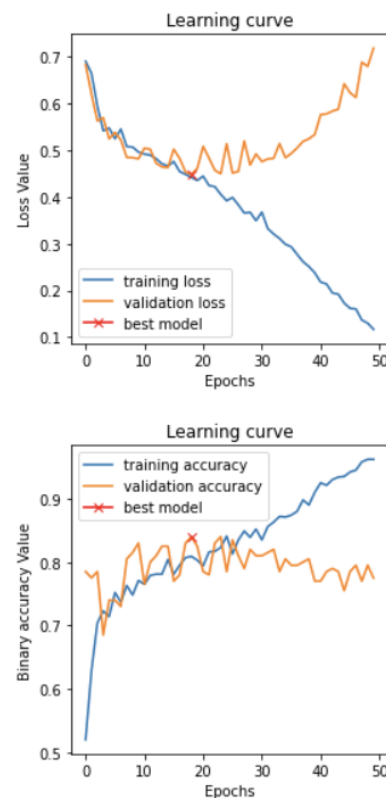 Learning curve
0.7
0.6
0.5
0.4
0.3
0.2
0.1
Loss Value
training loss
validation loss
best model
0 10 20 30 40 50
Epochs
Learning curve
training accuracy
validation accuracy
best model
0.9
0.8
0.7
0.6
0.5
Binary accuracy Value
0 10 20 30 40 50
Epochs